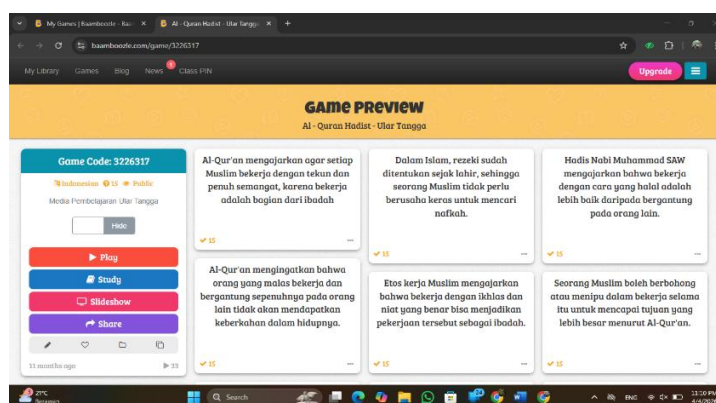 My Games | Baamboozle - Baa
Al - Quran Hadist - Ular Tangga
baamboozle.com/game/3226317
My Library Games Blog News Class PIN
Upgrade
GAME PREVIEW
Al - Quran Hadist - Ular Tangga
Game Code: 3226317
Indonesian 15 Public
Media Pembelajaran Ular Tangga
Hide
Play
Study
Slideshow
Share
11 months ago 33
Al-Qur'an mengajarkan agar setiap
Muslim bekerja dengan tekun dan
penuh semangat, karena bekerja
adalah bagian dari ibadah
15
Dalam Islam, rezeki sudah
ditentukan sejak lahir, sehingga
seorang Muslim tidak perlu
berusaha keras untuk mencari
nafkah.
15
Hadis Nabi Muhammad SAW
mengajarkan bahwa bekerja
dengan cara yang halal adalah
lebih baik daripada bergantung
pada orang lain.
15
Al-Qur'an mengingatkan bahwa
orang yang malas bekerja dan
bergantung sepenuhnya pada orang
lain tidak akan mendapatkan
keberkahan dalam hidupnya.
15
Etos kerja Muslim mengajarkan
bahwa bekerja dengan ikhlas dan
niat yang benar bisa menjadikan
pekerjaan tersebut sebagai ibadah.
15
Seorang Muslim boleh berbohong
atau menipu dalam bekerja selama
itu untuk mencapai tujuan yang
lebih besar menurut Al-Qur'an.
15
21°C
Search
ENG
11:10 PM